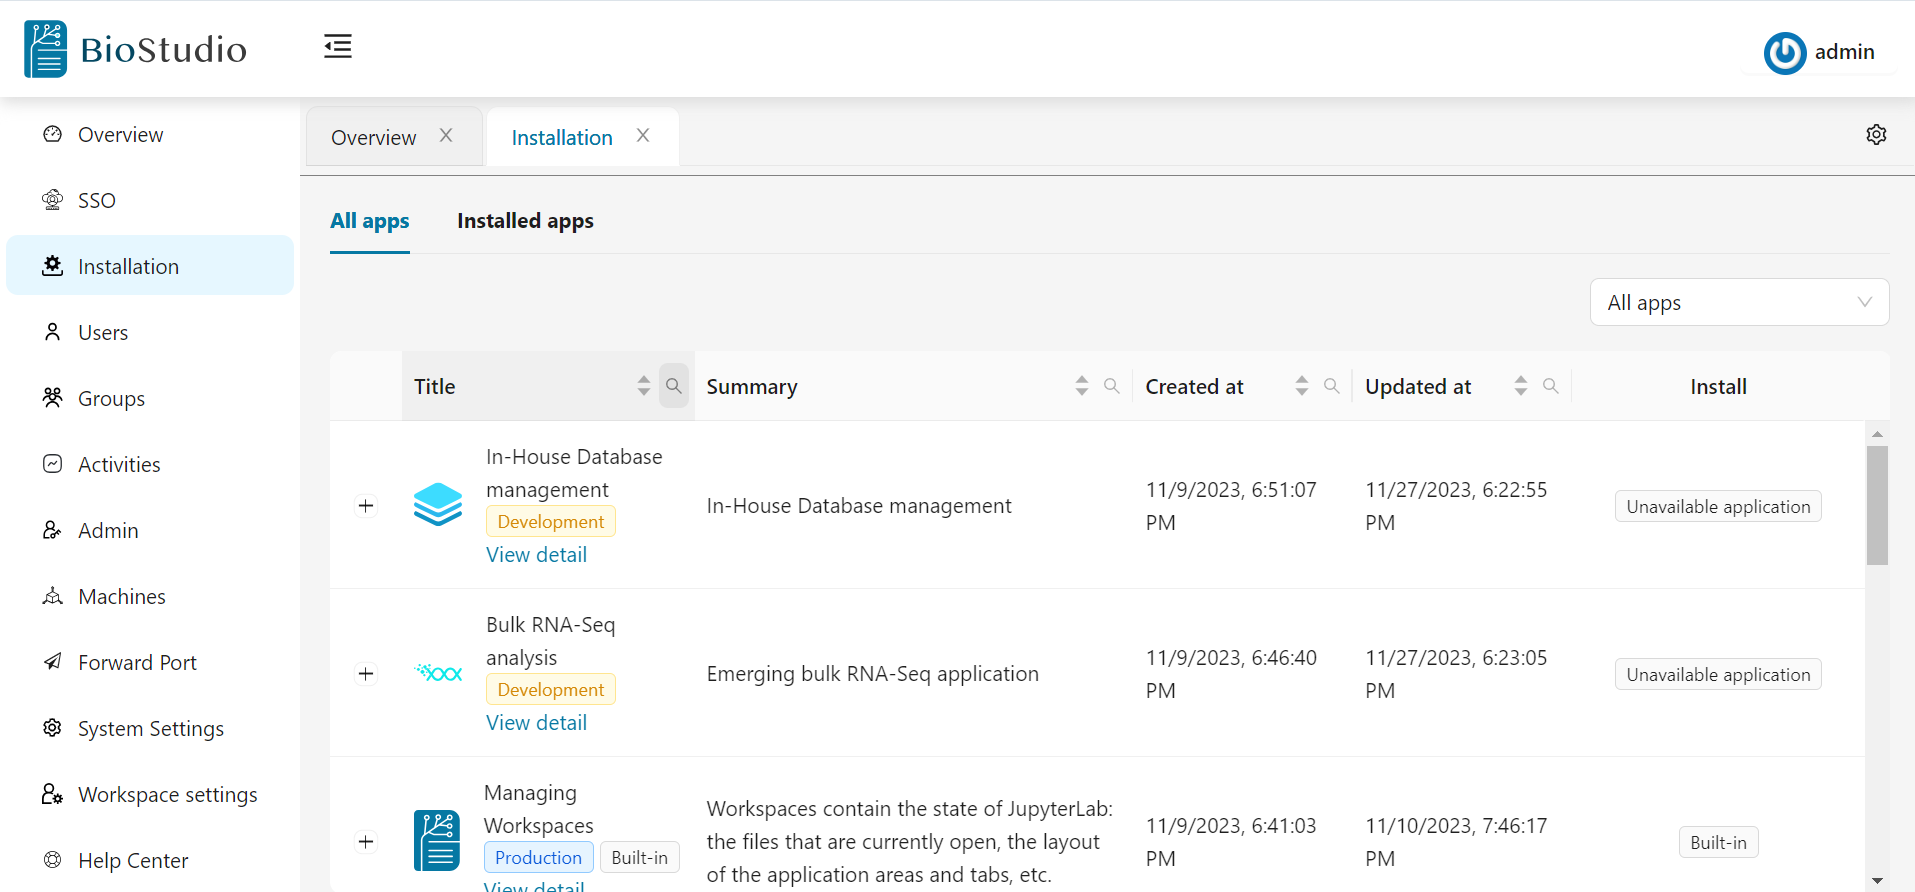 BioStudio
admin
Overview
SSO
Installation
Users
Groups
Activities
Admin
Machines
Forward Port
System Settings
Workspace settings
Help Center
Overview
Installation
All apps
Installed apps
All apps
Title Summary Created at Updated at Install
In-House Database
management
Development
View detail
In-House Database management
11/9/2023, 6:51:07
PM
11/27/2023, 6:22:55
PM
Unavailable application
Bulk RNA-Seq
analysis
Development
View detail
Emerging bulk RNA-Seq application
11/9/2023, 6:46:40
PM
11/27/2023, 6:23:05
PM
Unavailable application
Managing
Workspaces
Production Built-in
View detail
Workspaces contain the state of JupyterLab:
the files that are currently open, the layout
of the application areas and tabs, etc.
11/9/2023, 6:41:03
PM
11/10/2023, 7:46:17
PM
Built-in